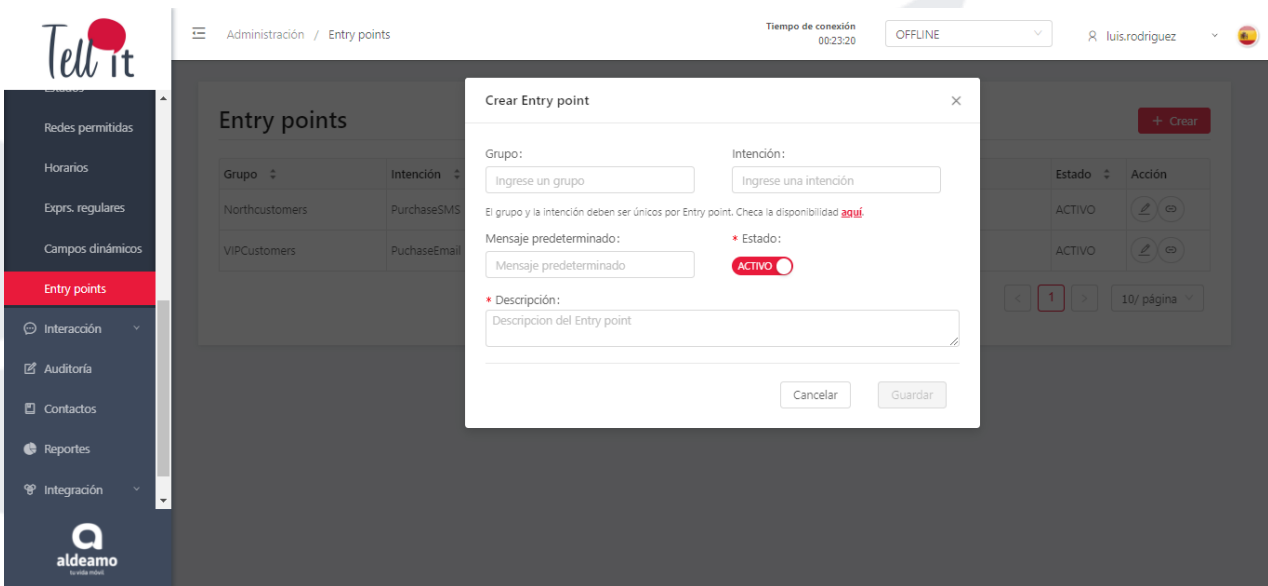 Tell it
Administración / Entry points
Tiempo de conexión
00:23:20
OFFLINE
luis.rodriguez
Estados
Redes permitidas
Horarios
Exprs. regulares
Campos dinámicos
Entry points
Interacción
Auditoría
Contactos
Reportes
Integración
aldeamo
tu vida móvil
Entry points
+ Crear
Grupo
Intención
Estado
Acción
Northcustomers
PurchaseSMS
ACTIVO
VIPCustomers
PuchaseEmail
ACTIVO
< 1 >
10/ página
Crear Entry point
Grupo:
Intención:
Ingrese un grupo
Ingrese una intención
El grupo y la intención deben ser únicos por Entry point. Checa la disponibilidad aquí.
Mensaje predeterminado:
* Estado:
Mensaje predeterminado
ACTIVO
* Descripción:
Descripcion del Entry point
Cancelar
Guardar